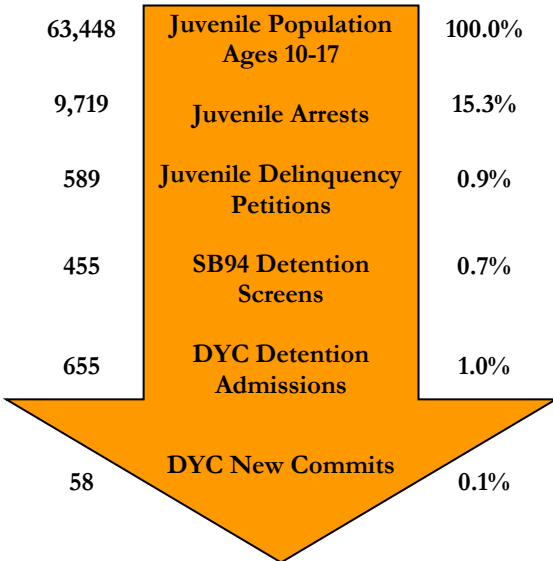 63,448 Juvenile Population 100.0%
Ages 10-17
9,719 Juvenile Arrests 15.3%
589 Juvenile Delinquency 0.9%
Petitions
455 SB94 Detention 0.7%
Screens
655 DYC Detention 1.0%
Admissions
DYC New Commits
58 0.1%